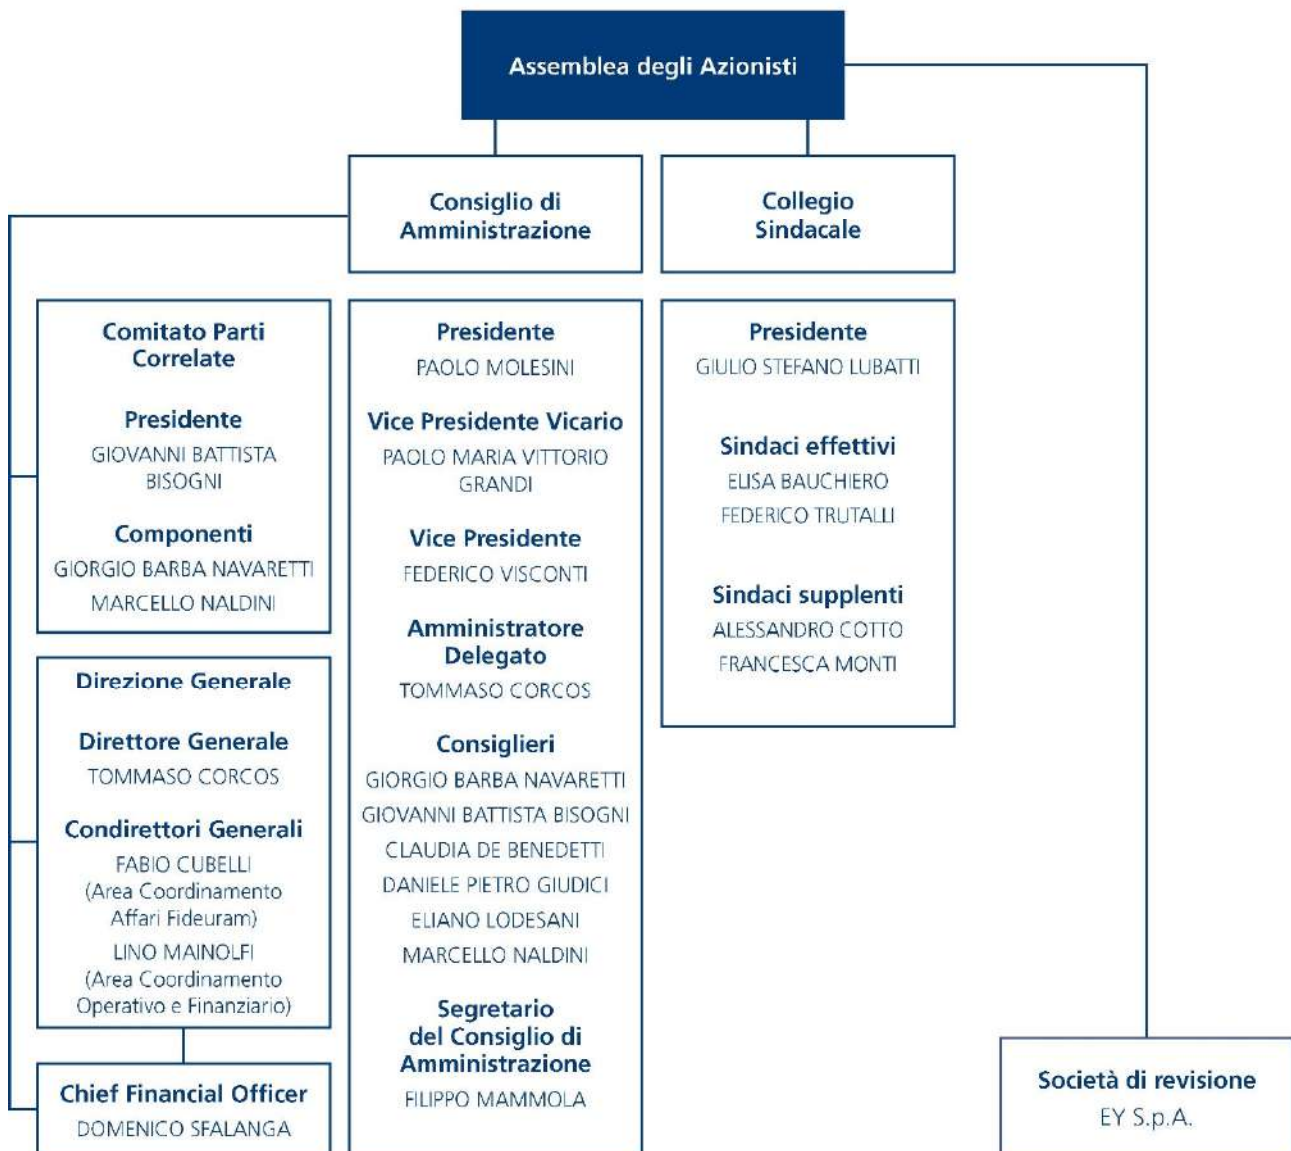 Assemblea degli Azionisti
Consiglio di
Amministrazione
Collegio
Sindacale
Comitato Parti
Correlate
Presidente
GIOVANNI BATTISTA
BISOGNI
Componenti
GIORGIO BARBA NAVARETTI
MARCELLO NALDINI
Direzione Generale
Direttore Generale
TOMMASO CORCOS
Condirettori Generali
FABIO CUBELLI
(Area Coordinamento
Affari Fideuram)
LINO MAINOLFI
(Area Coordinamento
Operativo e Finanziario)
Chief Financial Officer
DOMENICO SFALANGA
Presidente
PAOLO MOLESINI
Vice Presidente Vicario
PAOLO MARIA VITTORIO
GRANDI
Vice Presidente
FEDERICO VISCONTI
Amministratore
Delegato
TOMMASO CORCOS
Consiglieri
GIORGIO BARBA NAVARETTI
GIOVANNI BATTISTA BISOGNI
CLAUDIA DE BENEDETTI
DANIELE PIETRO GIUDICI
ELIANO LODESANI
MARCELLO NALDINI
Segretario
del Consiglio di
Amministrazione
FILIPPO MAMMOLA
Presidente
GIULIO STEFANO LUBATTI
Sindaci effettivi
ELISA BAUCHIERO
FEDERICO TRUTALLI
Sindaci supplenti
ALESSANDRO COTTO
FRANCESCA MONTI
Società di revisione
EY S.p.A.